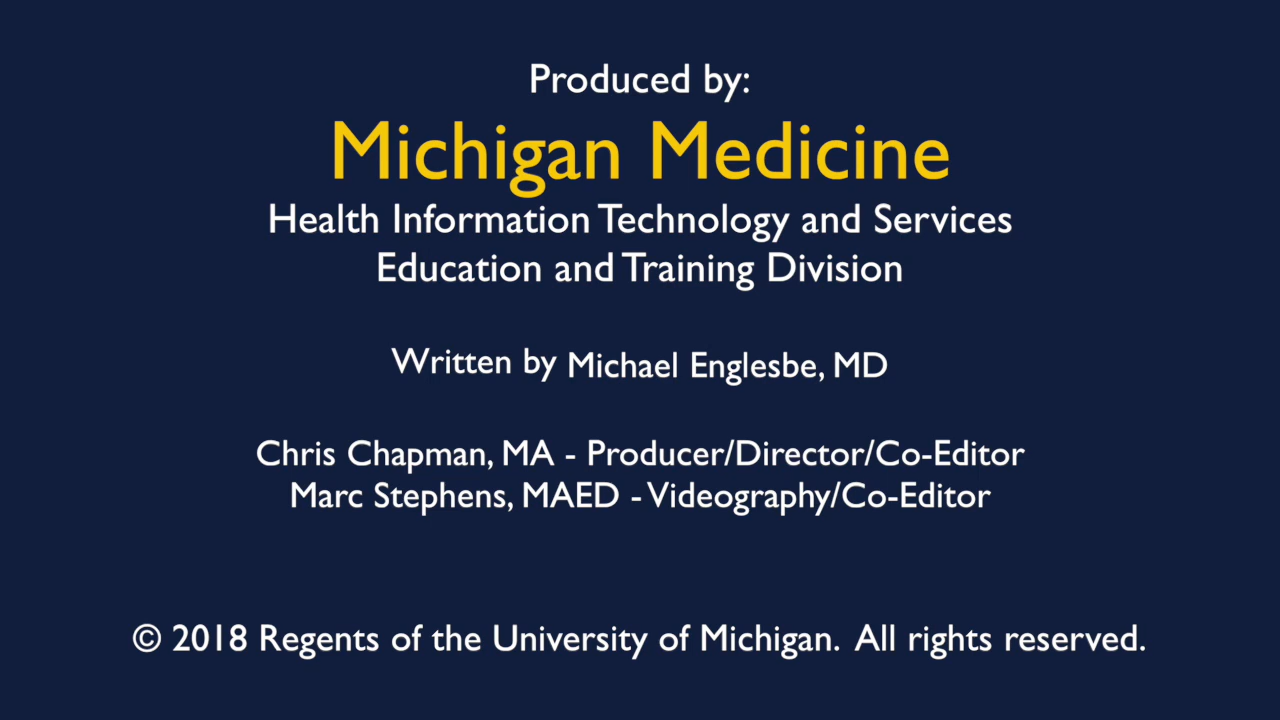 Produced by:
Michigan Medicine
Health Information Technology and Services
Education and Training Division
Written by Michael Englesbe, MD
Chris Chapman, MA - Producer/Director/Co-Editor
Marc Stephens, MAED - Videography/Co-Editor
© 2018 Regents of the University of Michigan. All rights reserved.